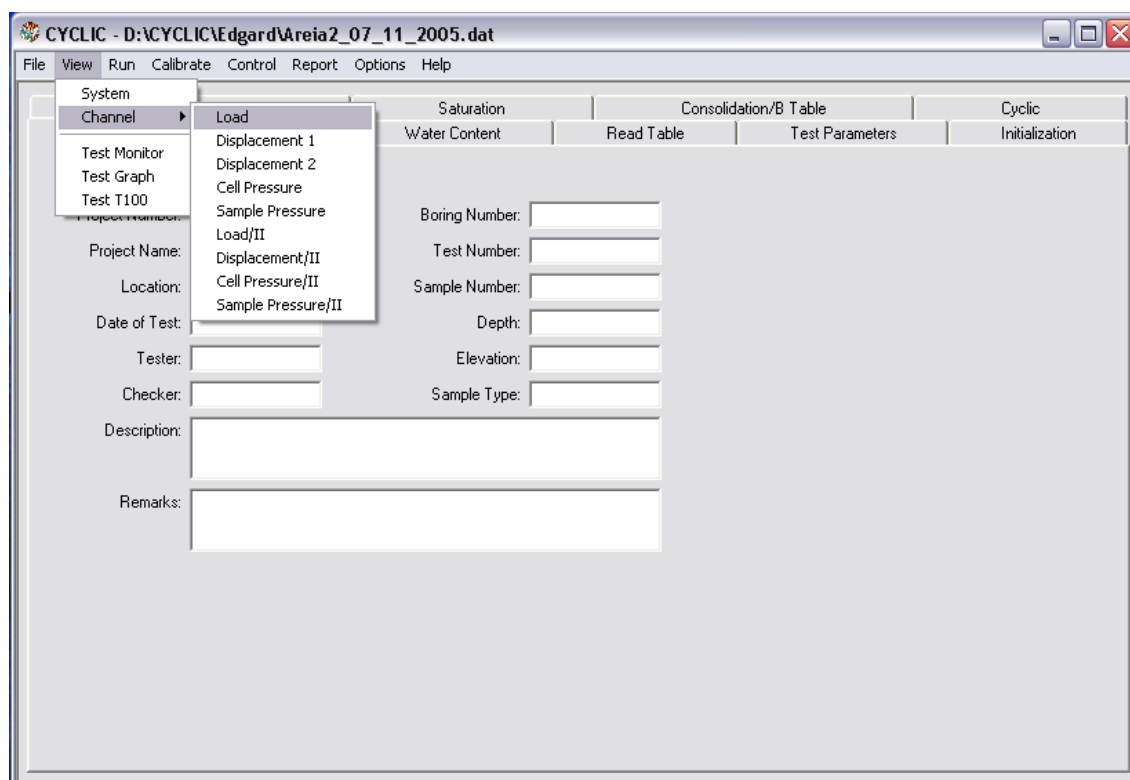 CYCLIC - D:\CYCLIC\Edgard\Areia2_07_11_2005.dat
File View Run Calibrate Control Report Options Help
System
Channel
Test Monitor
Test Graph
Test T100
Load
Displacement 1
Displacement 2
Cell Pressure
Sample Pressure
Load/II
Displacement/II
Cell Pressure/II
Sample Pressure/II
Saturation Consolidation/B Table Cyclic
Water Content Read Table Test Parameters Initialization
Project Number: Boring Number:
Project Name: Test Number:
Location: Sample Number:
Date of Test: Depth:
Tester: Elevation:
Checker: Sample Type:
Description:
Remarks: